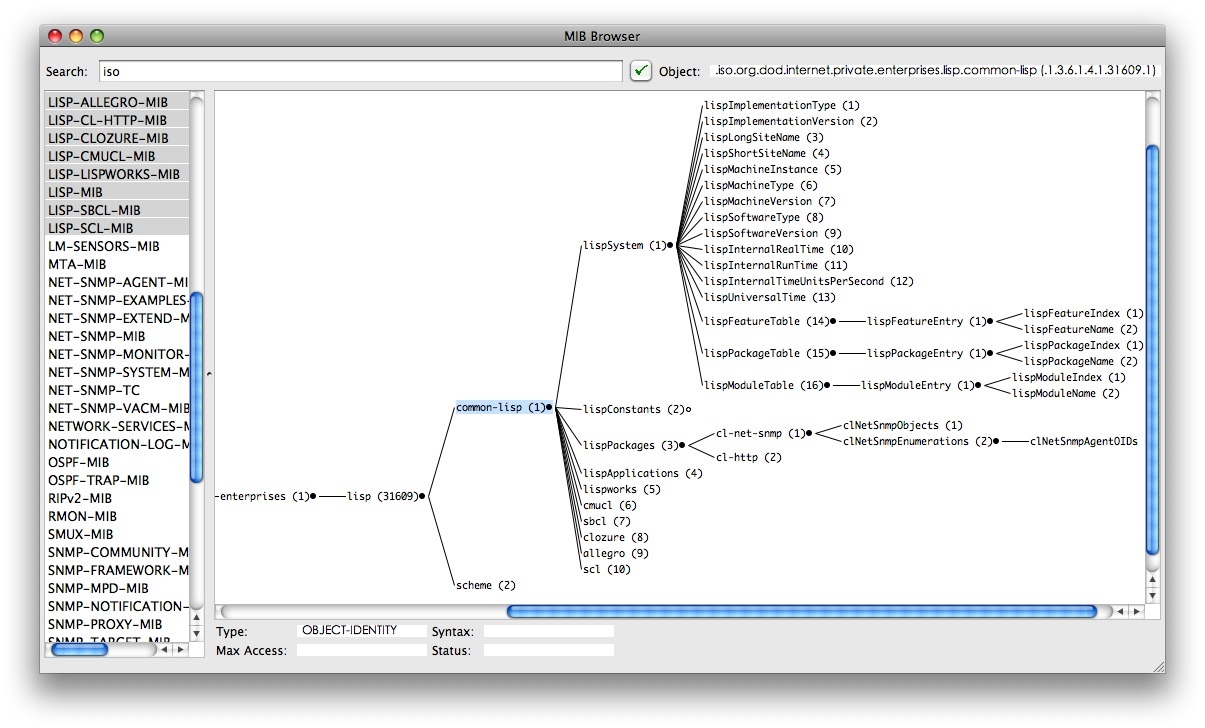 MIB Browser
Search: iso Object: .iso.org.dod.internet.private.enterprises.lisp.common-lisp (.1.3.6.1.4.1.31609.1)
LISP-ALLEGRO-MIB
LISP-CL-HTTP-MIB
LISP-CLOZURE-MIB
LISP-CMUCL-MIB
LISP-LISPWORKS-MIB
LISP-MIB
LISP-SBCL-MIB
LISP-SCL-MIB
LM-SENSORS-MIB
MTA-MIB
NET-SNMP-AGENT-MI
NET-SNMP-EXAMPLES-
NET-SNMP-EXTEND-M
NET-SNMP-MIB
NET-SNMP-MONITOR-
NET-SNMP-SYSTEM-M
NET-SNMP-TC
NET-SNMP-VACM-MIB
NETWORK-SERVICES-M
NOTIFICATION-LOG-M
OSPF-MIB
OSPF-TRAP-MIB
RIPv2-MIB
RMON-MIB
SMUX-MIB
SNMP-COMMUNITY-M
SNMP-FRAMEWORK-M
SNMP-MPD-MIB
SNMP-NOTIFICATION-
SNMP-PROXY-MIB
SNMP-TARGET-MIB
enterprises (1)
lisp (31609)
common-lisp (1)
scheme (2)
lispSystem (1)
lispConstants (2)
lispPackages (3)
lispApplications (4)
lispworks (5)
cmucl (6)
sbcl (7)
clozure (8)
allegro (9)
scl (10)
lispImplementationType (1)
lispImplementationVersion (2)
lispLongSiteName (3)
lispShortSiteName (4)
lispMachineInstance (5)
lispMachineType (6)
lispMachineVersion (7)
lispSoftwareType (8)
lispSoftwareVersion (9)
lispInternalRealTime (10)
lispInternalRunTime (11)
lispInternalTimeUnitsPerSecond (12)
lispUniversalTime (13)
lispFeatureTable (14)
lispFeatureEntry (1)
lispFeatureIndex (1)
lispFeatureName (2)
lispPackageTable (15)
lispPackageEntry (1)
lispPackageIndex (1)
lispPackageName (2)
lispModuleTable (16)
lispModuleEntry (1)
lispModuleIndex (1)
lispModuleName (2)
cl-net-snmp (1)
cl-http (2)
clNetSnmpObjects (1)
clNetSnmpEnumerations (2)
clNetSnmpAgentOIDs
Type: OBJECT-IDENTITY Syntax:
Max Access: Status: